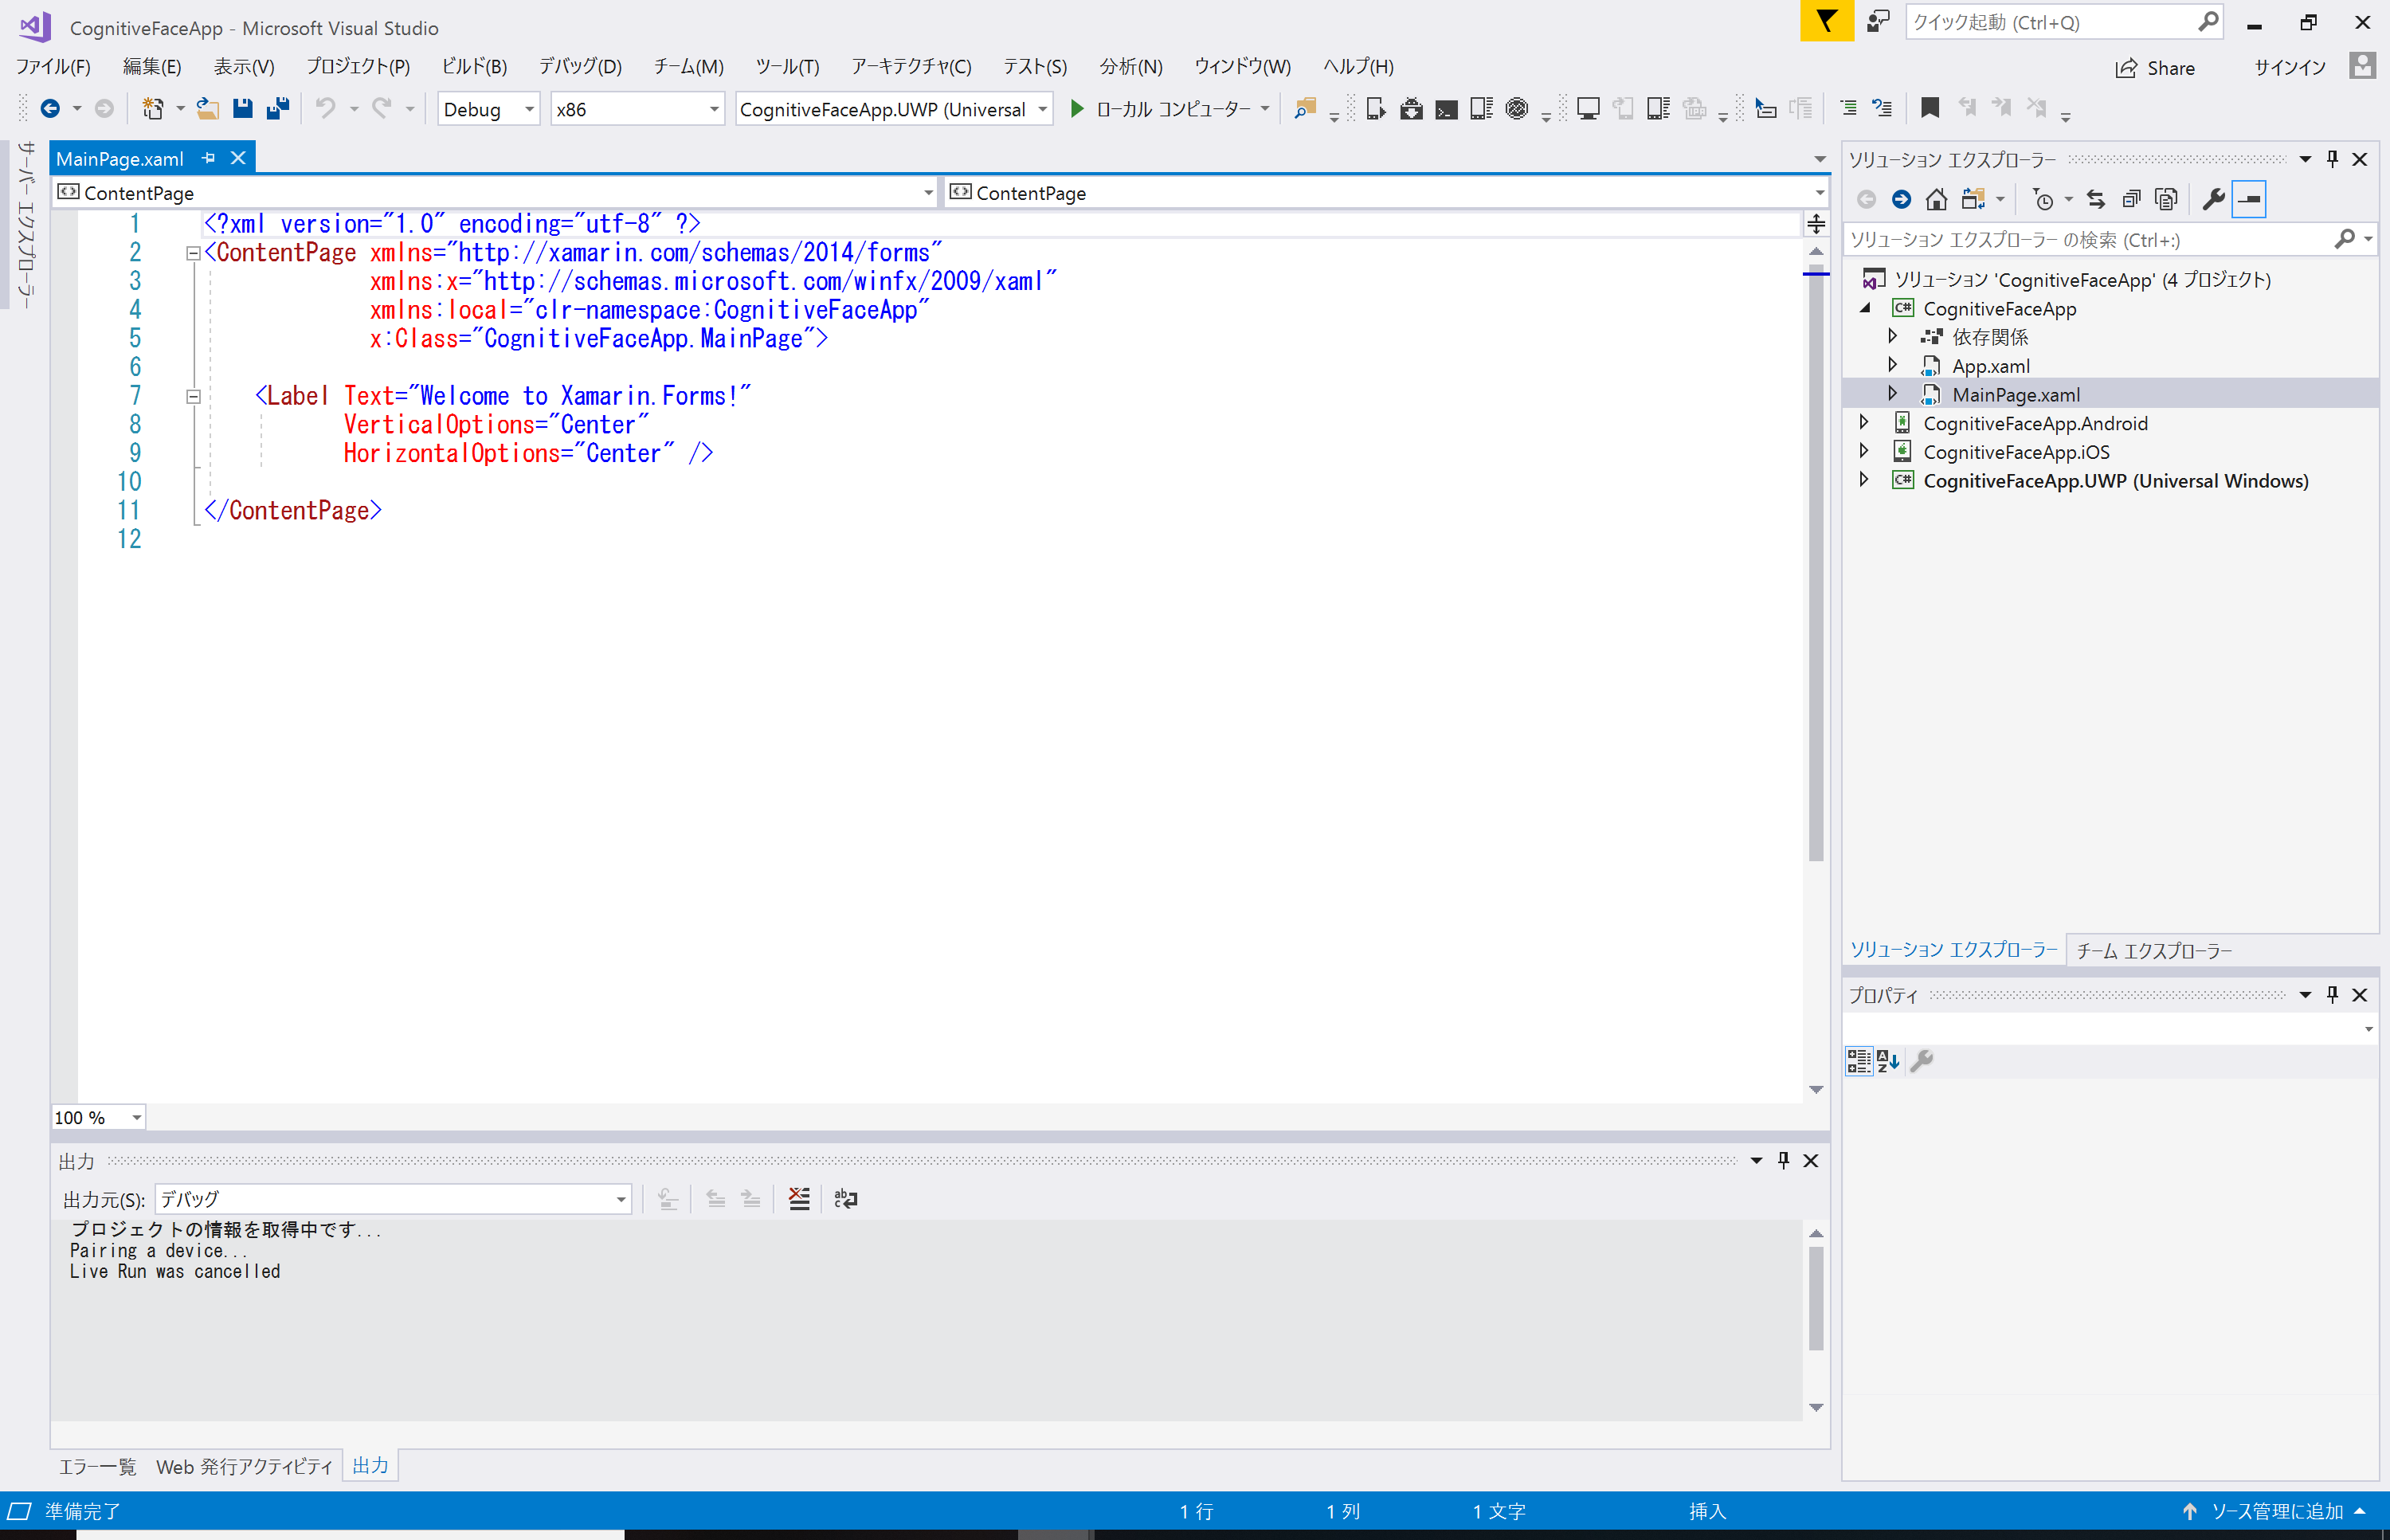 CognitiveFaceApp - Microsoft Visual Studio
クイック起動 (Ctrl+Q)
ファイル(F) 編集(E) 表示(V) プロジェクト(P) ビルド(B) デバッグ(D) チーム(M) ツール(T) アーキテクチャ(C) テスト(S) 分析(N) ウィンドウ(W) ヘルプ(H)
Share サインイン
Debug x86 CognitiveFaceApp.UWP (Universal ローカル コンピューター
サーバー エクスプローラー
MainPage.xaml
ContentPage ContentPage
1 <?xml version="1.0" encoding="utf-8" ?>
2 <ContentPage xmlns="http://xamarin.com/schemas/2014/forms"
3 xmlns:x="http://schemas.microsoft.com/winfx/2009/xaml"
4 xmlns:local="clr-namespace:CognitiveFaceApp"
5 x:Class="CognitiveFaceApp.MainPage">
6
7 <Label Text="Welcome to Xamarin.Forms!"
8 VerticalOptions="Center"
9 HorizontalOptions="Center" />
10
11 </ContentPage>
12
100 %
出力
出力元(S): デバッグ
プロジェクトの情報を取得中です...
Pairing a device...
Live Run was cancelled
エラー一覧 Web 発行アクティビティ 出力
ソリューション エクスプローラー
ソリューション エクスプローラー の検索 (Ctrl+:)
ソリューション 'CognitiveFaceApp' (4 プロジェクト)
CognitiveFaceApp
依存関係
App.xaml
MainPage.xaml
CognitiveFaceApp.Android
CognitiveFaceApp.iOS
CognitiveFaceApp.UWP (Universal Windows)
ソリューション エクスプローラー チーム エクスプローラー
プロパティ
準備完了 1 行 1 列 1 文字 挿入 ソース管理に追加